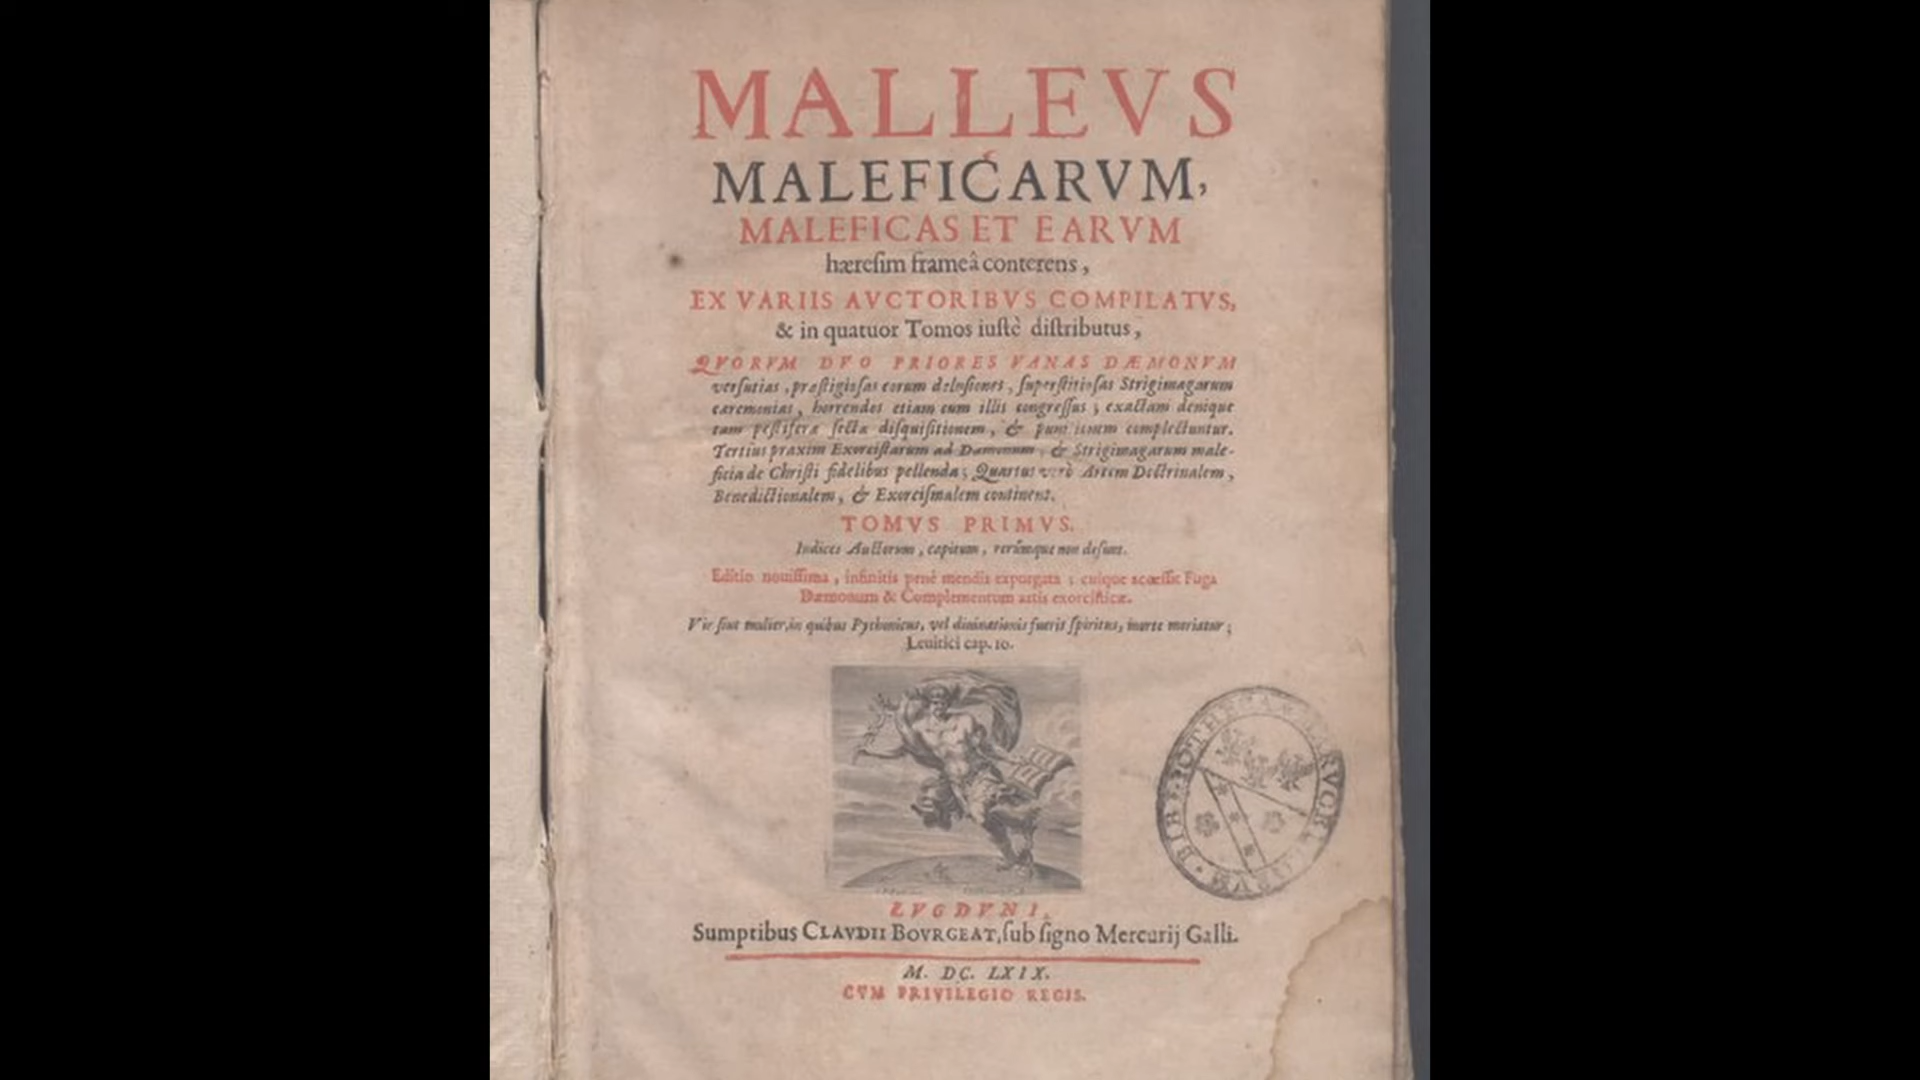 MALLEVS
MALEFICARVM,
MALEFICAS ET EARVM
hæresim frameâ conterens,
EX VARIIS AVCTORIBVS COMPILATVS,
& in quatuor Tomos iustè distributus,
QVORVM DVO PRIORES VANAS DÆMONVM
versutias, præstigiosas eorum delusiones, superstitiosas Strigimagarum
cæremonias, horrendos etiam cum illis congressus; exactam denique
tam pestiferæ sectæ disquisitionem, & punitionem complectuntur.
Tertius praxim Exorcistarum ad Dæmonum, & Strigimagarum male-
ficia de Christi fidelibus pellenda; Quartus verò Artem Doctrinalem,
Benedictionalem, & Exorcismalem continent.
TOMVS PRIMVS.
Indices Auctorum, capitum, rerúmque non desunt.
Editio nouissima, infinitis penè mendis expurgata; cuique accessit Fuga
Dæmonum & Complementum artis exorcisticæ.
Vir siue mulier, in quibus Pythonicus, vel diuinationis fuerit spiritus, morte moriatur;
Leuitici cap. 10.
LVGDVNI,
Sumptibus CLAVDII BOVRGEAT, sub signo Mercurij Galli.
M. DC. LXIX.
CVM PRIVILEGIO REGIS.
BIBLIOTHECA